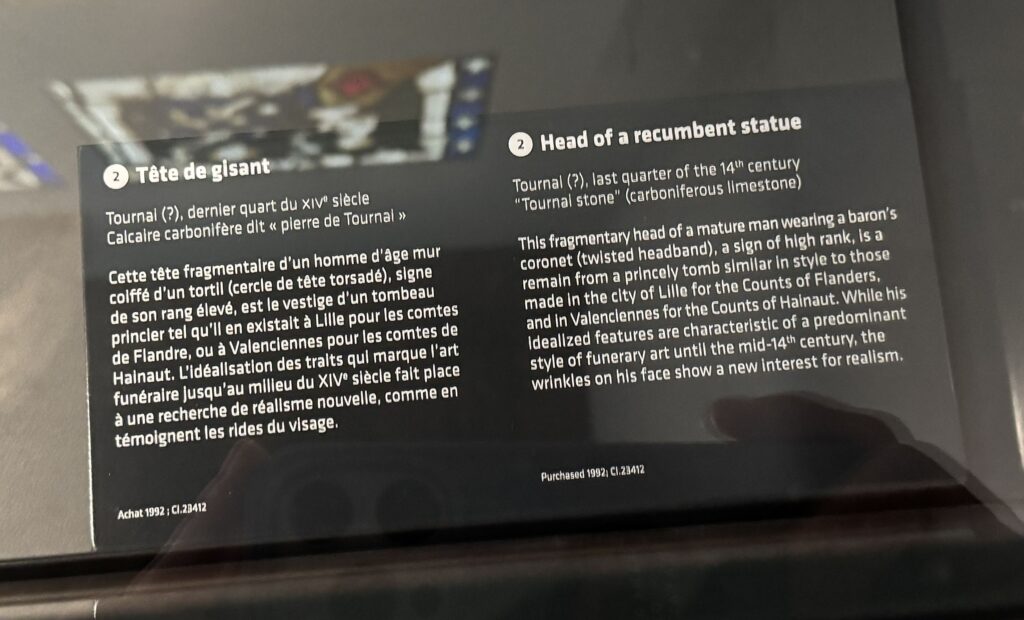 2 Tête de gisant
Tournai (?), dernier quart du XIVe siècle
Calcaire carbonifère dit « pierre de Tournai »
Cette tête fragmentaire d'un homme d'âge mur
coiffé d'un tortil (cercle de tête torsadé), signe
de son rang élevé, est le vestige d'un tombeau
princier tel qu'il en existait à Lille pour les comtes
de Flandre, ou à Valenciennes pour les comtes de
Hainaut. L'idéalisation des traits qui marque l'art
funéraire jusqu'au milieu du XIVe siècle fait place
à une recherche de réalisme nouvelle, comme en
témoignent les rides du visage.
Achat 1992 ; Cl.23412
2 Head of a recumbent statue
Tournai (?), last quarter of the 14th century
"Tournai stone" (carboniferous limestone)
This fragmentary head of a mature man wearing a baron's
coronet (twisted headband), a sign of high rank, is a
remain from a princely tomb similar in style to those
made in the city of Lille for the Counts of Flanders,
and in Valenciennes for the Counts of Hainaut. While his
idealized features are characteristic of a predominant
style of funerary art until the mid-14th century, the
wrinkles on his face show a new interest for realism.
Purchased 1992; Cl.23412